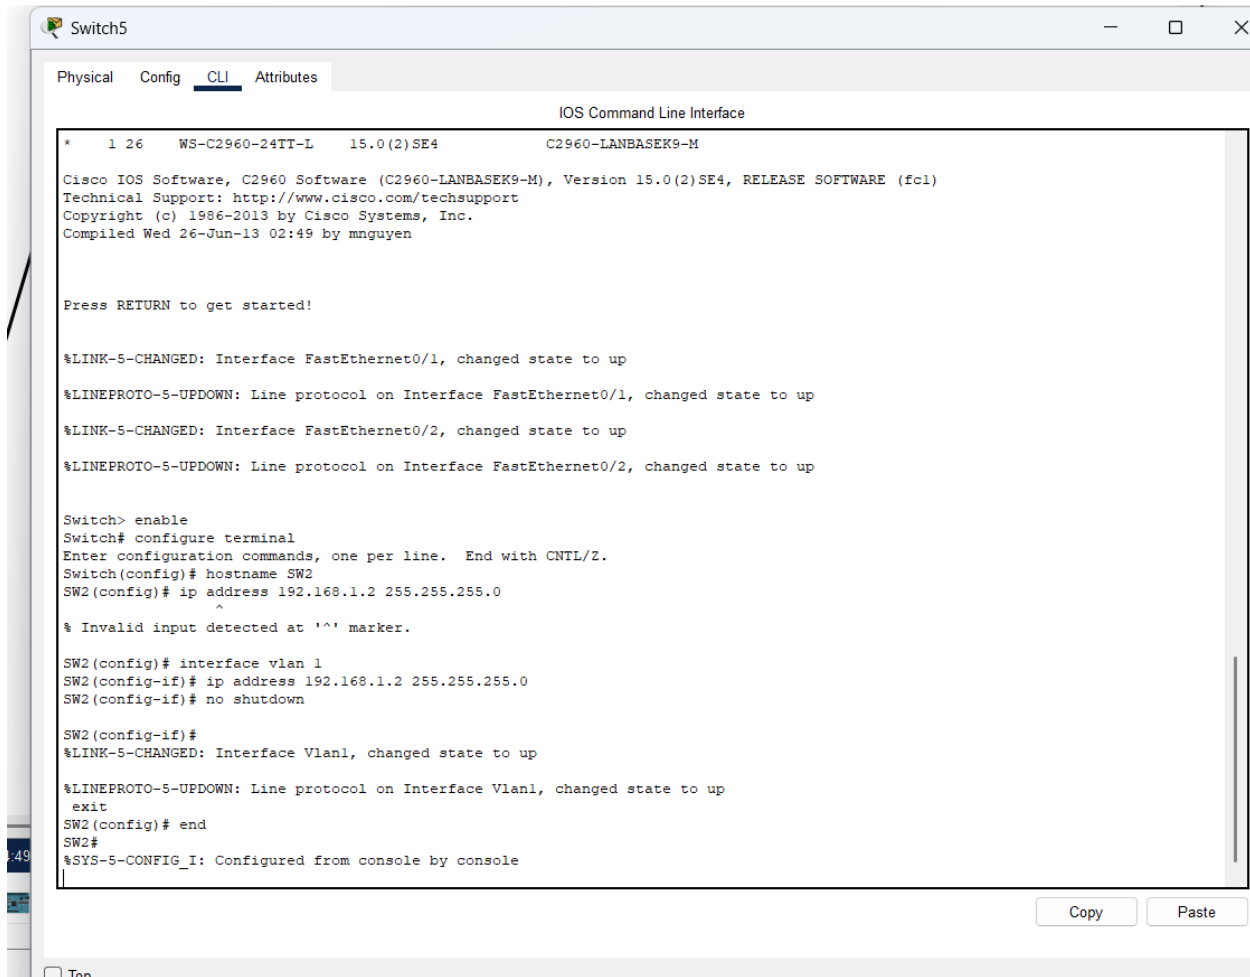 Switch5
Physical Config CLI Attributes
IOS Command Line Interface
* 1 26 WS-C2960-24TT-L 15.0(2)SE4 C2960-LANBASEK9-M
Cisco IOS Software, C2960 Software (C2960-LANBASEK9-M), Version 15.0(2)SE4, RELEASE SOFTWARE (fc1)
Technical Support: http://www.cisco.com/techsupport
Copyright (c) 1986-2013 by Cisco Systems, Inc.
Compiled Wed 26-Jun-13 02:49 by mnguyen
Press RETURN to get started!
%LINK-5-CHANGED: Interface FastEthernet0/1, changed state to up
%LINEPROTO-5-UPDOWN: Line protocol on Interface FastEthernet0/1, changed state to up
%LINK-5-CHANGED: Interface FastEthernet0/2, changed state to up
%LINEPROTO-5-UPDOWN: Line protocol on Interface FastEthernet0/2, changed state to up
Switch> enable
Switch# configure terminal
Enter configuration commands, one per line. End with CNTL/Z.
Switch(config)# hostname SW2
SW2(config)# ip address 192.168.1.2 255.255.255.0
^
% Invalid input detected at '^' marker.
SW2(config)# interface vlan 1
SW2(config-if)# ip address 192.168.1.2 255.255.255.0
SW2(config-if)# no shutdown
SW2(config-if)#
%LINK-5-CHANGED: Interface Vlan1, changed state to up
%LINEPROTO-5-UPDOWN: Line protocol on Interface Vlan1, changed state to up
exit
SW2(config)# end
SW2#
%SYS-5-CONFIG_I: Configured from console by console
Copy Paste
Top